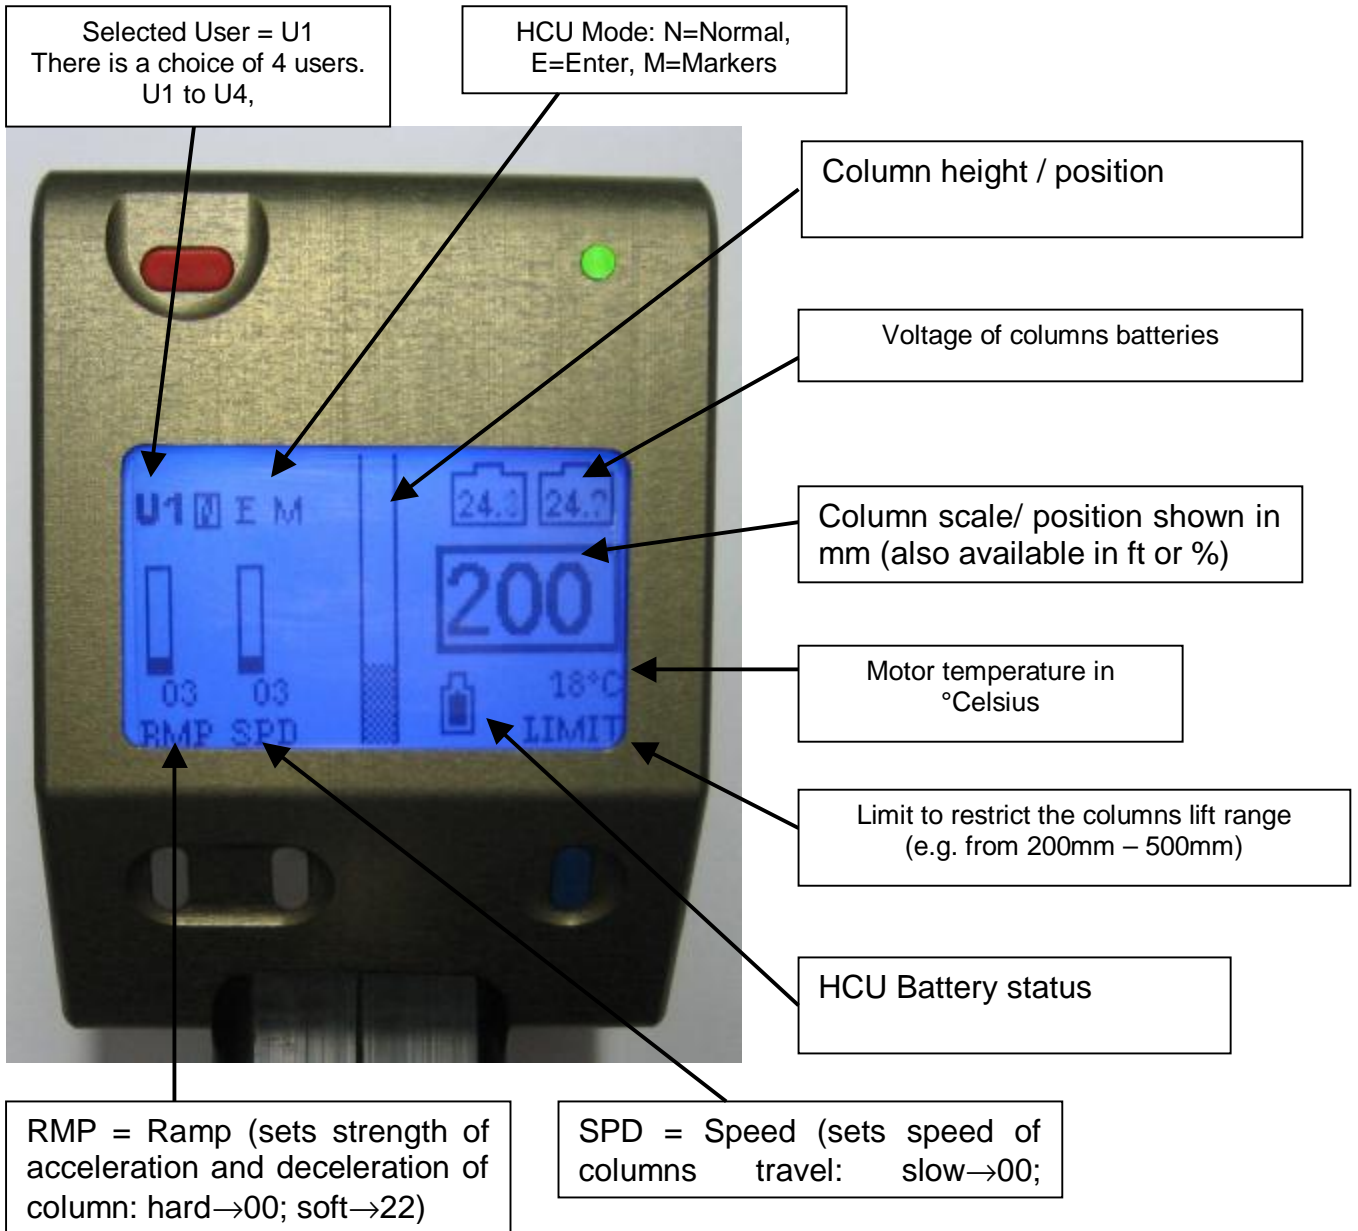 Selected User = U1
There is a choice of 4 users.
U1 to U4,
HCU Mode: N=Normal,
E=Enter, M=Markers
Column height / position
Voltage of columns batteries
Column scale/ position shown in
mm (also available in ft or %)
Motor temperature in
°Celsius
Limit to restrict the columns lift range
(e.g. from 200mm – 500mm)
HCU Battery status
RMP = Ramp (sets strength of
acceleration and deceleration of
column: hard→00; soft→22)
SPD = Speed (sets speed of
columns travel: slow→00;
U1 N E M
200
03 03
18°C
RMP SPD
LIMIT